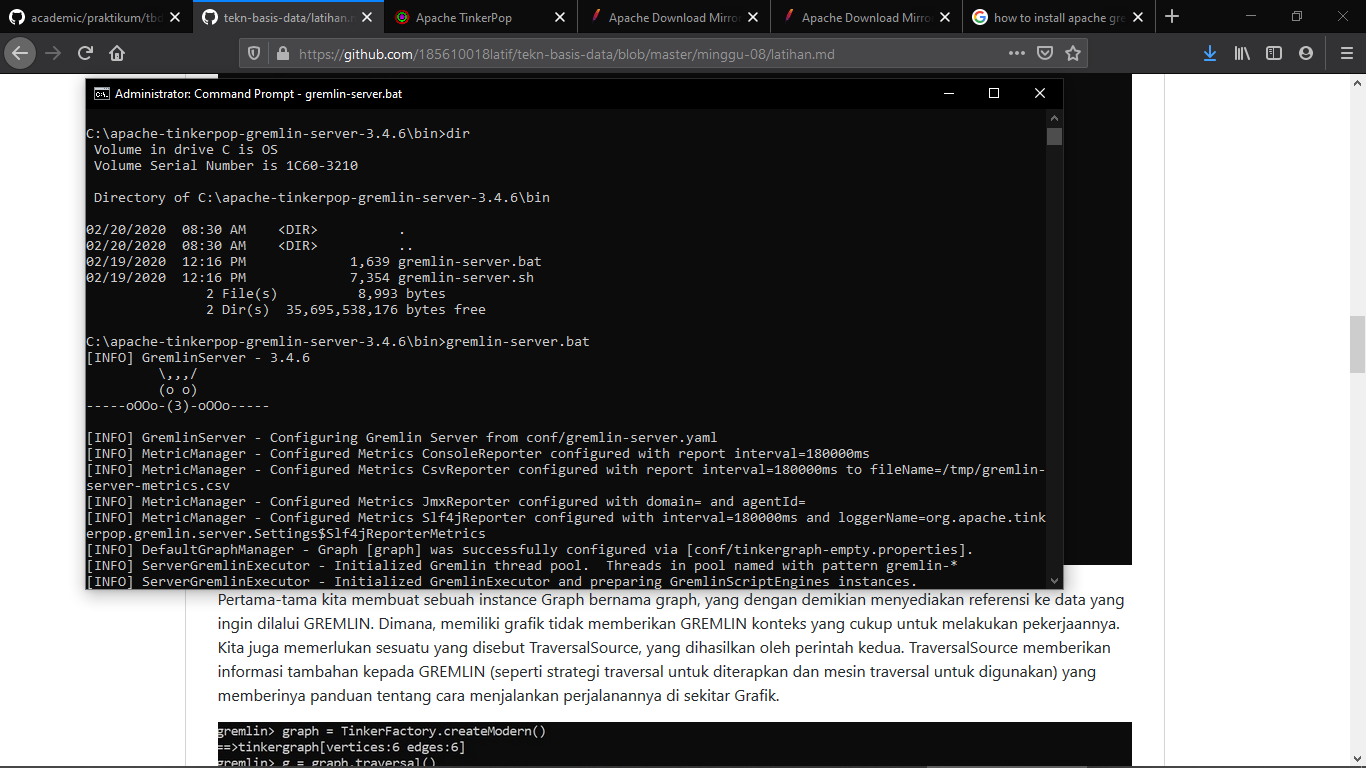 academic/praktikum/tbd
tekn-basis-data/latihan.m
Apache TinkerPop
Apache Download Mirro
Apache Download Mirro
how to install apache gre
https://github.com/185610018latif/tekn-basis-data/blob/master/minggu-08/latihan.md
Administrator: Command Prompt - gremlin-server.bat
C:\apache-tinkerpop-gremlin-server-3.4.6\bin>dir
Volume in drive C is OS
Volume Serial Number is 1C60-3210
Directory of C:\apache-tinkerpop-gremlin-server-3.4.6\bin
02/20/2020  08:30 AM    <DIR>          .
02/20/2020  08:30 AM    <DIR>          ..
02/19/2020  12:16 PM             1,639 gremlin-server.bat
02/19/2020  12:16 PM             7,354 gremlin-server.sh
2 File(s)          8,993 bytes
2 Dir(s)  35,695,538,176 bytes free
C:\apache-tinkerpop-gremlin-server-3.4.6\bin>gremlin-server.bat
[INFO] GremlinServer - 3.4.6
\,,,/
(o o)
-----oOOo-(3)-oOOo-----
[INFO] GremlinServer - Configuring Gremlin Server from conf/gremlin-server.yaml
[INFO] MetricManager - Configured Metrics ConsoleReporter configured with report interval=180000ms
[INFO] MetricManager - Configured Metrics CsvReporter configured with report interval=180000ms to fileName=/tmp/gremlin-
server-metrics.csv
[INFO] MetricManager - Configured Metrics JmxReporter configured with domain= and agentId=
[INFO] MetricManager - Configured Metrics Slf4jReporter configured with interval=180000ms and loggerName=org.apache.tink
erpop.gremlin.server.Settings$Slf4jReporterMetrics
[INFO] DefaultGraphManager - Graph [graph] was successfully configured via [conf/tinkergraph-empty.properties].
[INFO] ServerGremlinExecutor - Initialized Gremlin thread pool.  Threads in pool named with pattern gremlin-*
[INFO] ServerGremlinExecutor - Initialized GremlinExecutor and preparing GremlinScriptEngines instances.
Pertama-tama kita membuat sebuah instance Graph bernama graph, yang dengan demikian menyediakan referensi ke data yang
ingin dilalui GREMLIN. Dimana, memiliki grafik tidak memberikan GREMLIN konteks yang cukup untuk melakukan pekerjaannya.
Kita juga memerlukan sesuatu yang disebut TraversalSource, yang dihasilkan oleh perintah kedua. TraversalSource memberikan
informasi tambahan kepada GREMLIN (seperti strategi traversal untuk diterapkan dan mesin traversal untuk digunakan) yang
memberinya panduan tentang cara menjalankan perjalanannya di sekitar Grafik.
gremlin> graph = TinkerFactory.createModern()
==>tinkergraph[vertices:6 edges:6]
gremlin> g = graph.traversal()